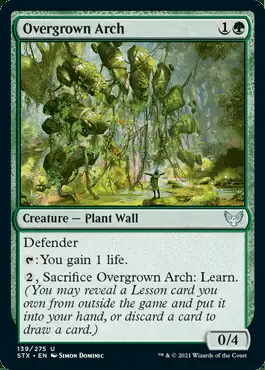 Overgrown Arch 1
Creature — Plant Wall
Defender
: You gain 1 life.
2, Sacrifice Overgrown Arch: Learn.
(You may reveal a Lesson card you
own from outside the game and put it
into your hand, or discard a card to
draw a card.)
0/4
139/275 U
STX • EN SIMON DOMINIC
™ & © 2021 Wizards of the Coast